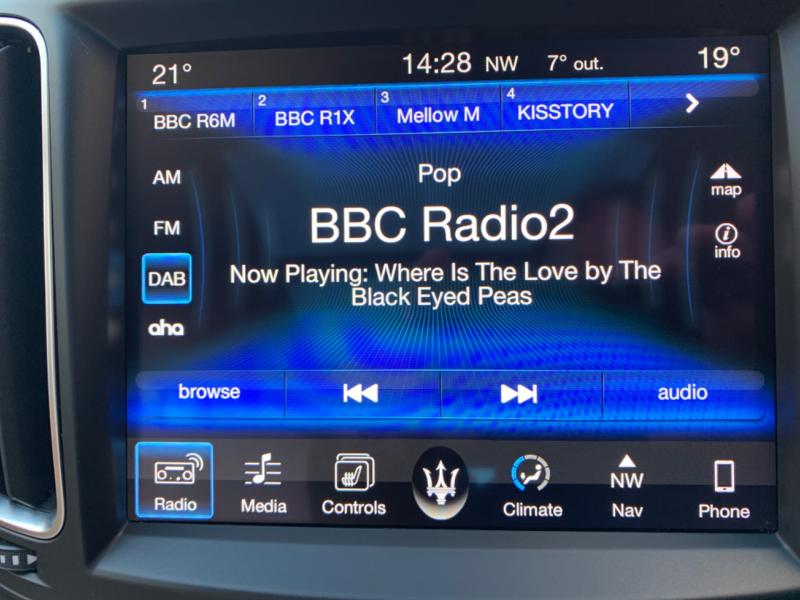 21° 14:28 NW 7° out. 19°
1 BBC R6M 2 BBC R1X 3 Mellow M 4 KISSTORY
AM
FM
DAB
aha
Pop
BBC Radio2
Now Playing: Where Is The Love by The
Black Eyed Peas
map
i
info
browse audio
Radio Media Controls Climate NW Nav Phone